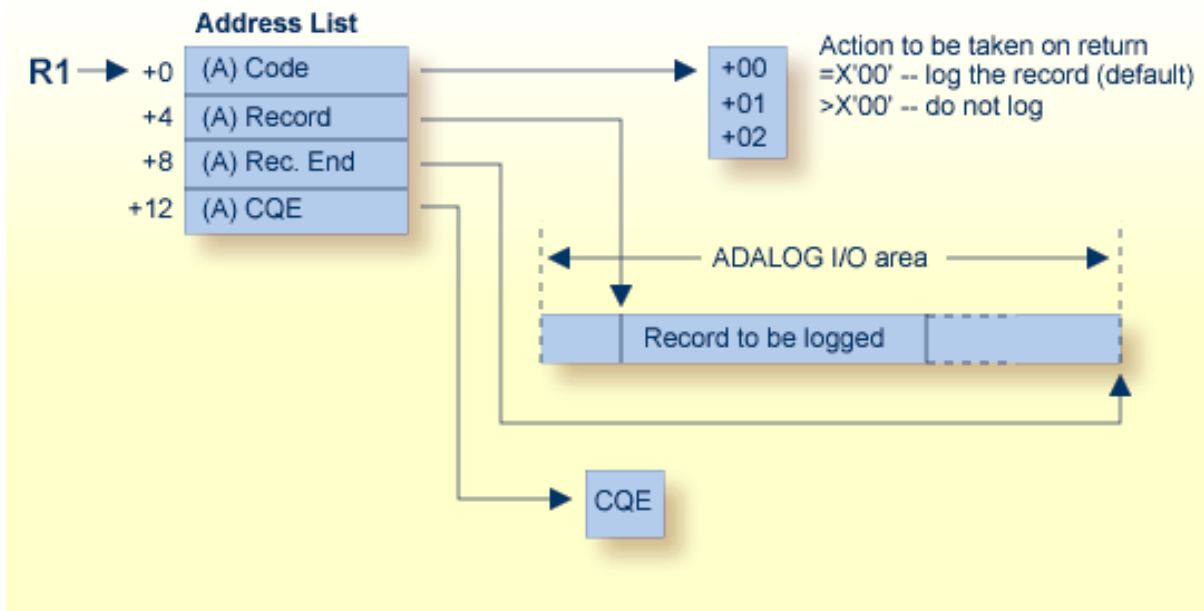 Address List
R1
+0 (A) Code
+4 (A) Record
+8 (A) Rec. End
+12 (A) CQE
+00
+01
+02
Action to be taken on return
=X'00' -- log the record (default)
>X'00' -- do not log
ADALOG I/O area
Record to be logged
CQE